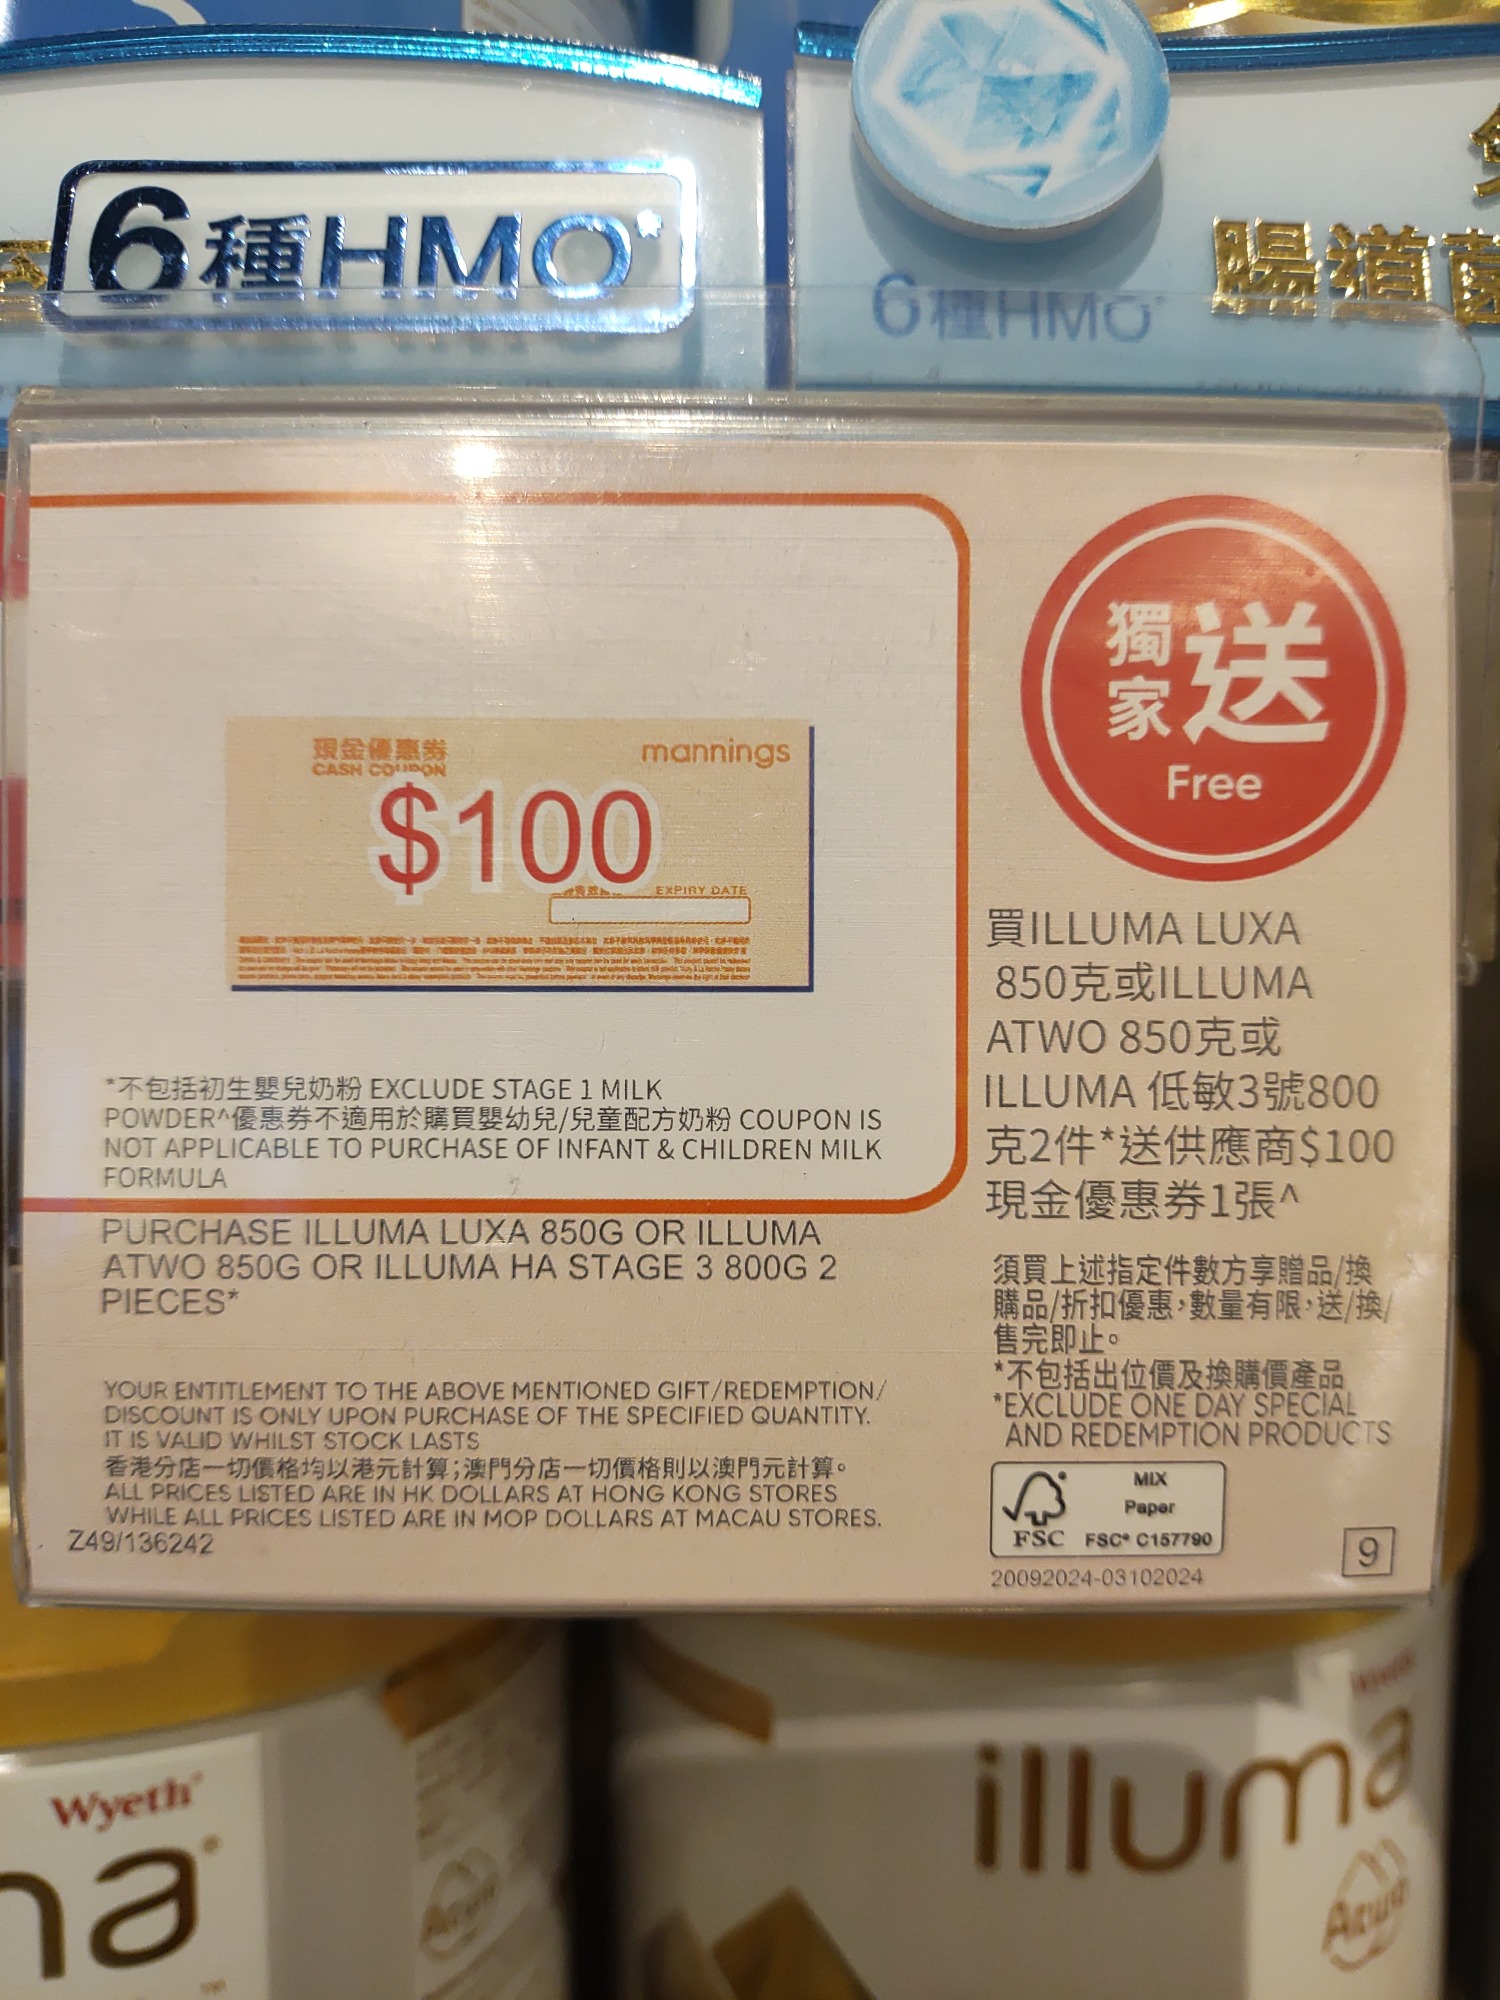 6種HMO*
6種HMO*
腸道
現金優惠券
CASH COUPON
mannings
$100
EXPIRY DATE
*不包括初生嬰兒奶粉 EXCLUDE STAGE 1 MILK
POWDER^優惠券不適用於購買嬰幼兒/兒童配方奶粉 COUPON IS
NOT APPLICABLE TO PURCHASE OF INFANT & CHILDREN MILK
FORMULA
PURCHASE ILLUMA LUXA 850G OR ILLUMA
ATWO 850G OR ILLUMA HA STAGE 3 800G 2
PIECES*
YOUR ENTITLEMENT TO THE ABOVE MENTIONED GIFT/REDEMPTION/
DISCOUNT IS ONLY UPON PURCHASE OF THE SPECIFIED QUANTITY.
IT IS VALID WHILST STOCK LASTS
香港分店一切價格均以港元計算;澳門分店一切價格則以澳門元計算。
ALL PRICES LISTED ARE IN HK DOLLARS AT HONG KONG STORES
WHILE ALL PRICES LISTED ARE IN MOP DOLLARS AT MACAU STORES.
Z49/136242
獨家送
Free
買ILLUMA LUXA
850克或ILLUMA
ATWO 850克或
ILLUMA 低敏3號800
克2件*送供應商$100
現金優惠券1張^
須買上述指定件數方享贈品/換
購品/折扣優惠,數量有限,送/換/
售完即止。
*不包括出位價及換購價產品
*EXCLUDE ONE DAY SPECIAL
AND REDEMPTION PRODUCTS
FSC
MIX
Paper
FSC® C157790
20092024-03102024
9
Wyeth®
na
illuma
Atwo